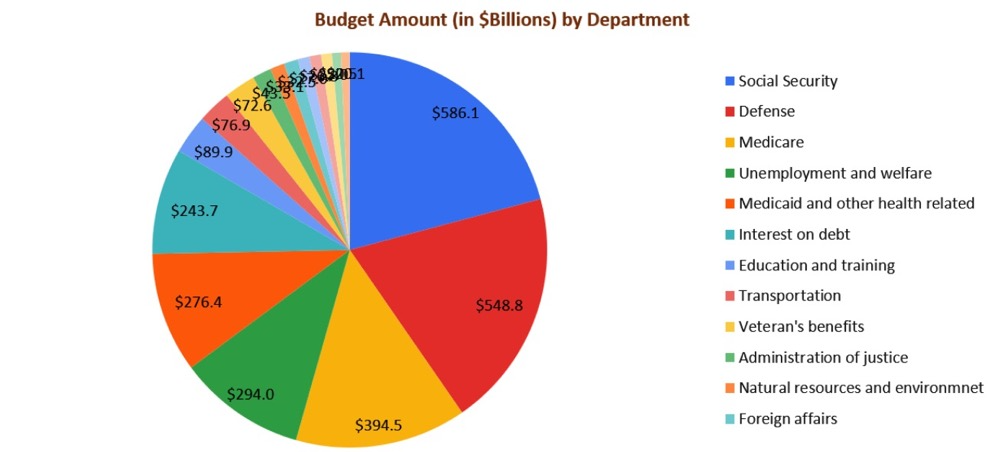 Budget Amount (in $Billions) by Department
$586.1
$548.8
$394.5
$294.0
$276.4
$243.7
$89.9
$76.9
$72.6
$43.5
Social Security
Defense
Medicare
Unemployment and welfare
Medicaid and other health related
Interest on debt
Education and training
Transportation
Veteran's benefits
Administration of justice
Natural resources and environmnet
Foreign affairs